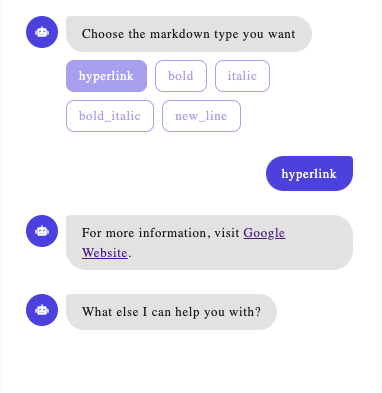 Choose the markdown type you want
hyperlink bold italic
bold_italic new_line
hyperlink
For more information, visit Google
Website.
What else I can help you with?